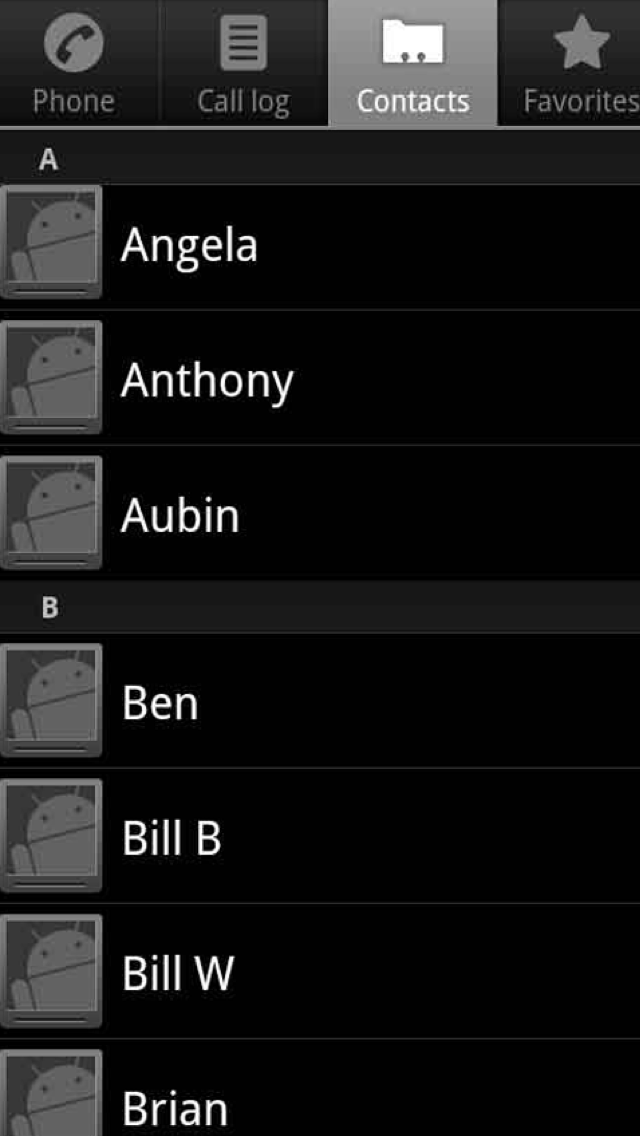 Phone Call log Contacts Favorites
A
Angela
Anthony
Aubin
B
Ben
Bill B
Bill W
Brian